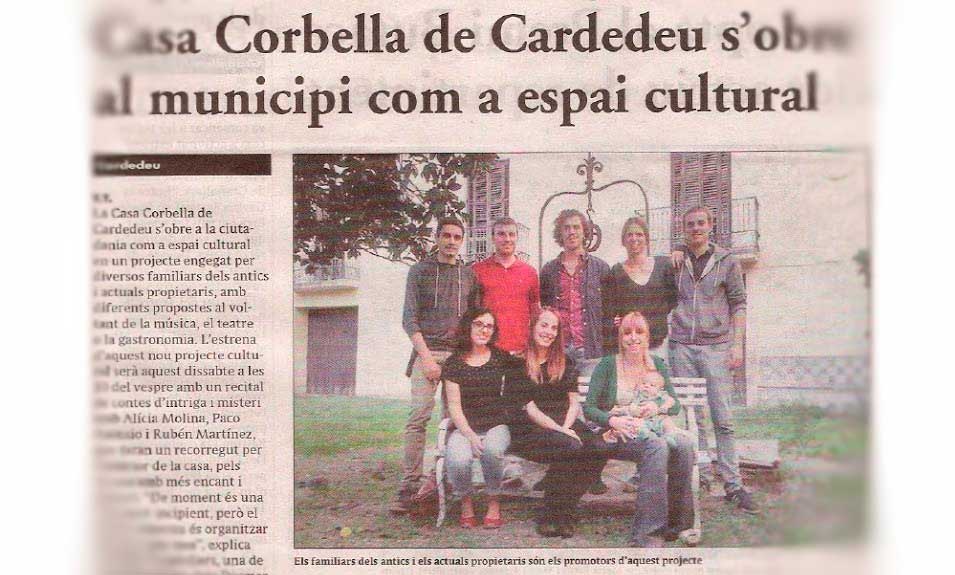 Casa Corbella de Cardedeu s'obre
al municipi com a espai cultural
Cardedeu
La Casa Corbella de
Cardedeu s'obre a la ciuta-
dania com a espai cultural
en un projecte engegat per
diversos familiars dels antics
i actuals propietaris, amb
diferents propostes al vol-
tant de la música, el teatre
o la gastronomia. L'estrena
d'aquest nou projecte cultu-
ral serà aquest dissabte a les
del vespre amb un recital
de contes d'intriga i misteri
amb Alícia Molina, Paco
i Rubén Martínez,
que faran un recorregut per
de la casa, pels
amb més encant i
"De moment és una
incipient, però el
és organitzar
", explica
, una de
Els familiars dels antics i els actuals propietaris són els promotors d'aquest projecte